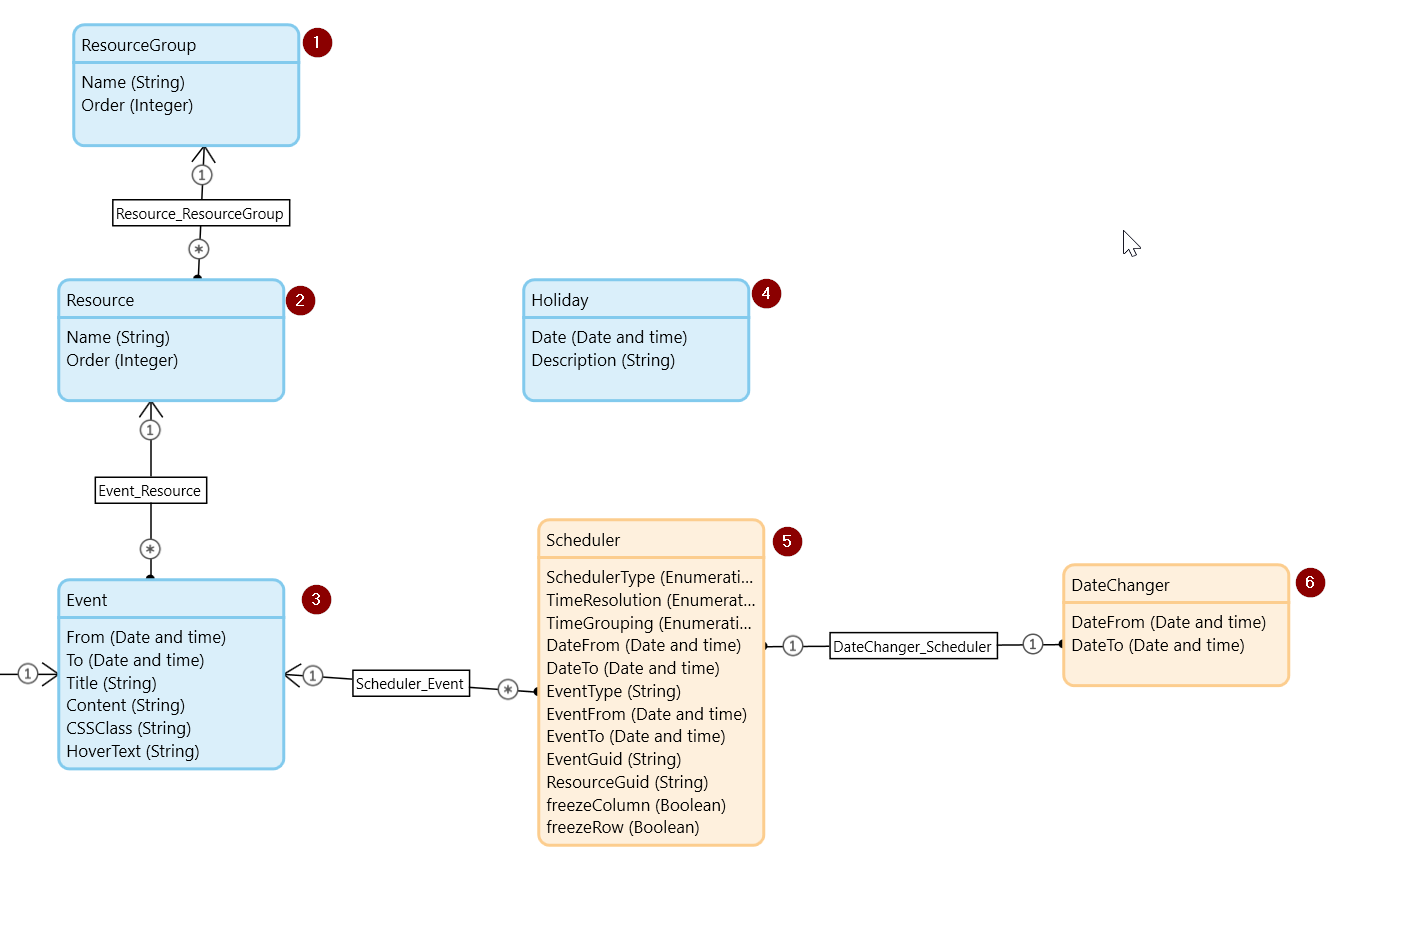 ResourceGroup
1
Name (String)
Order (Integer)
1
Resource_ResourceGroup
*
Resource
2
Name (String)
Order (Integer)
Holiday
4
Date (Date and time)
Description (String)
1
Event_Resource
*
Event
3
From (Date and time)
To (Date and time)
Title (String)
Content (String)
CSSClass (String)
HoverText (String)
1
1
Scheduler_Event
*
Scheduler
5
SchedulerType (Enumerati...
TimeResolution (Enumerat...
TimeGrouping (Enumerati...
DateFrom (Date and time)
DateTo (Date and time)
EventType (String)
EventFrom (Date and time)
EventTo (Date and time)
EventGuid (String)
ResourceGuid (String)
freezeColumn (Boolean)
freezeRow (Boolean)
1
DateChanger_Scheduler
1
DateChanger
6
DateFrom (Date and time)
DateTo (Date and time)